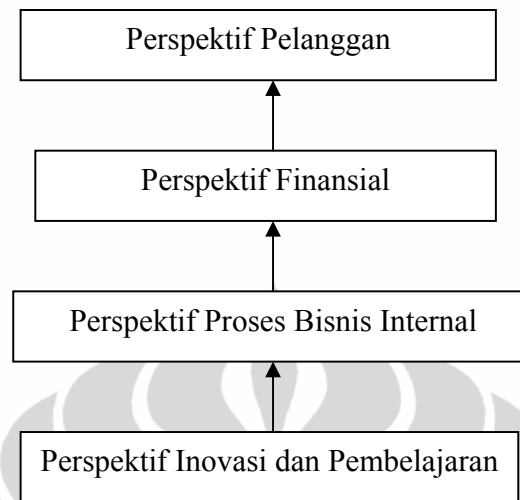 Perspektif Pelanggan
Perspektif Finansial
Perspektif Proses Bisnis Internal
Perspektif Inovasi dan Pembelajaran